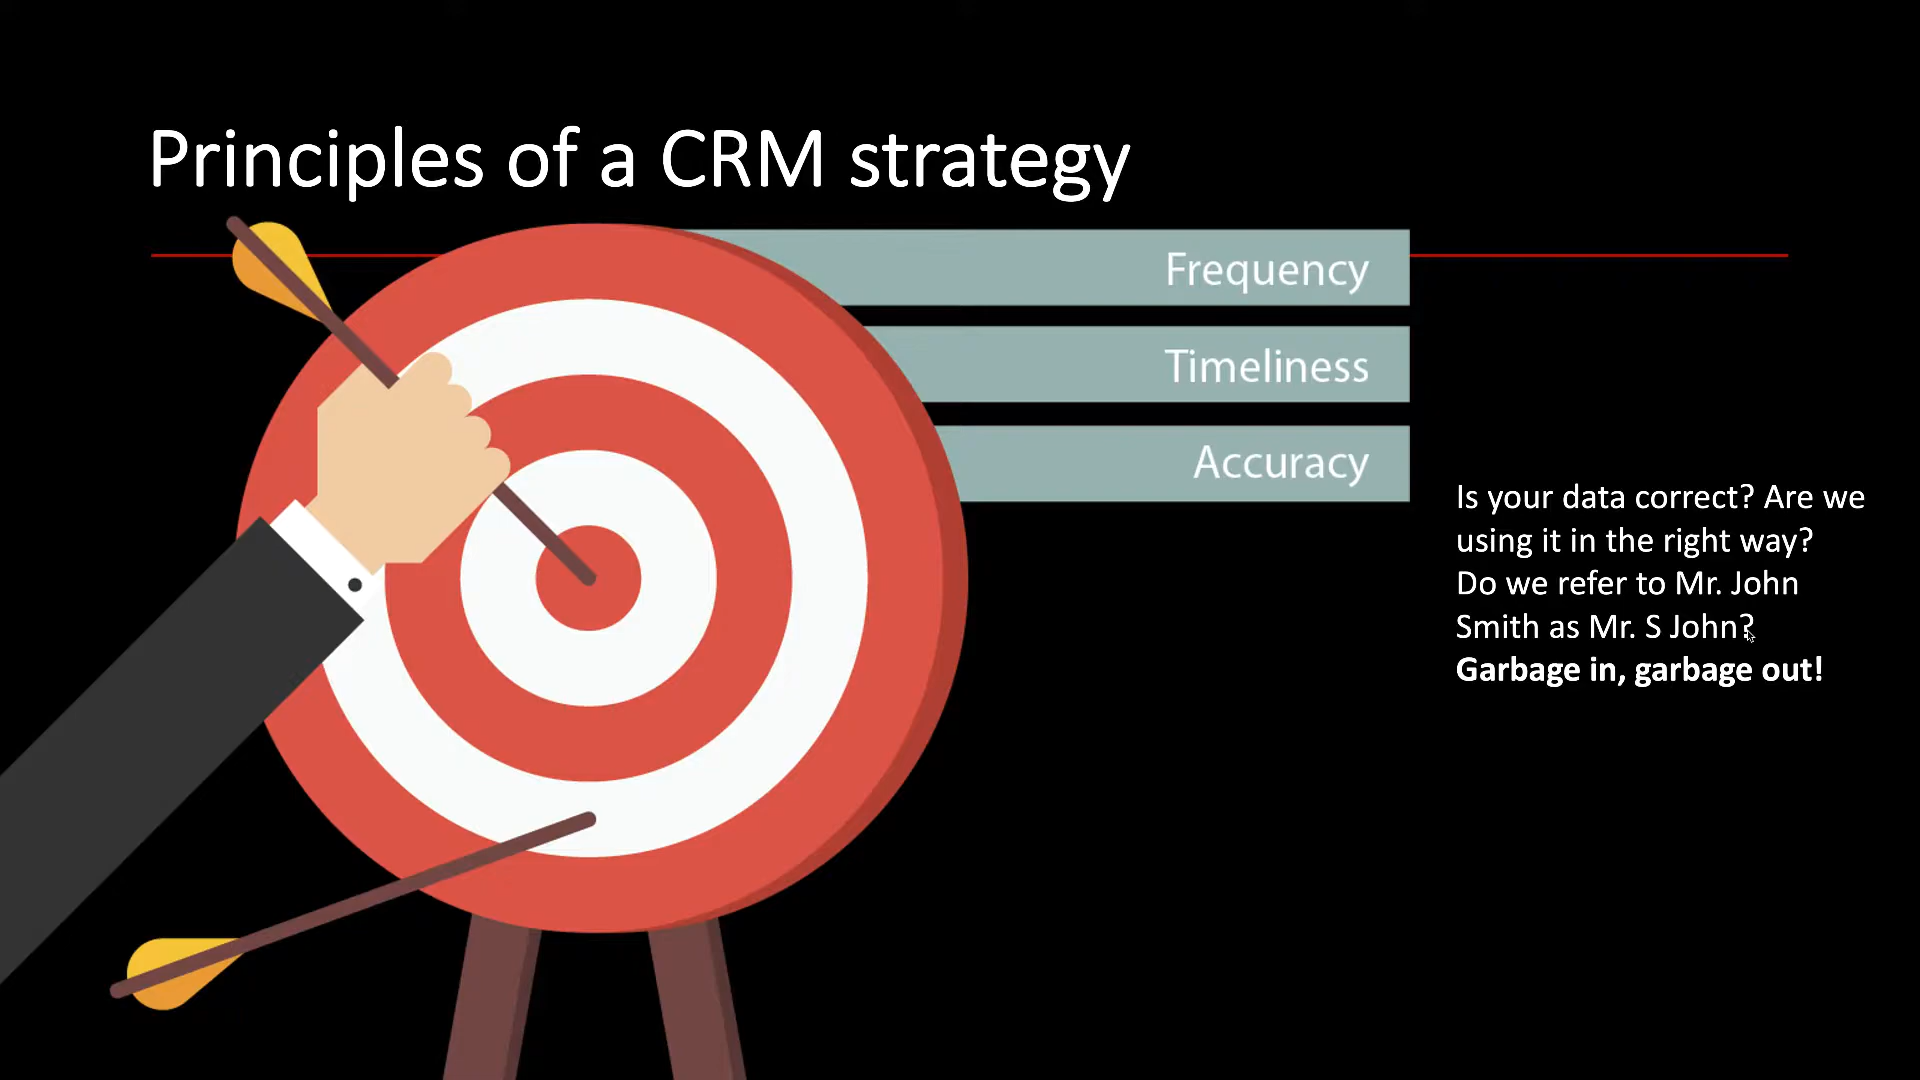 Principles of a CRM strategy
Frequency
Timeliness
Accuracy
Is your data correct? Are we
using it in the right way?
Do we refer to Mr. John
Smith as Mr. S John?
Garbage in, garbage out!